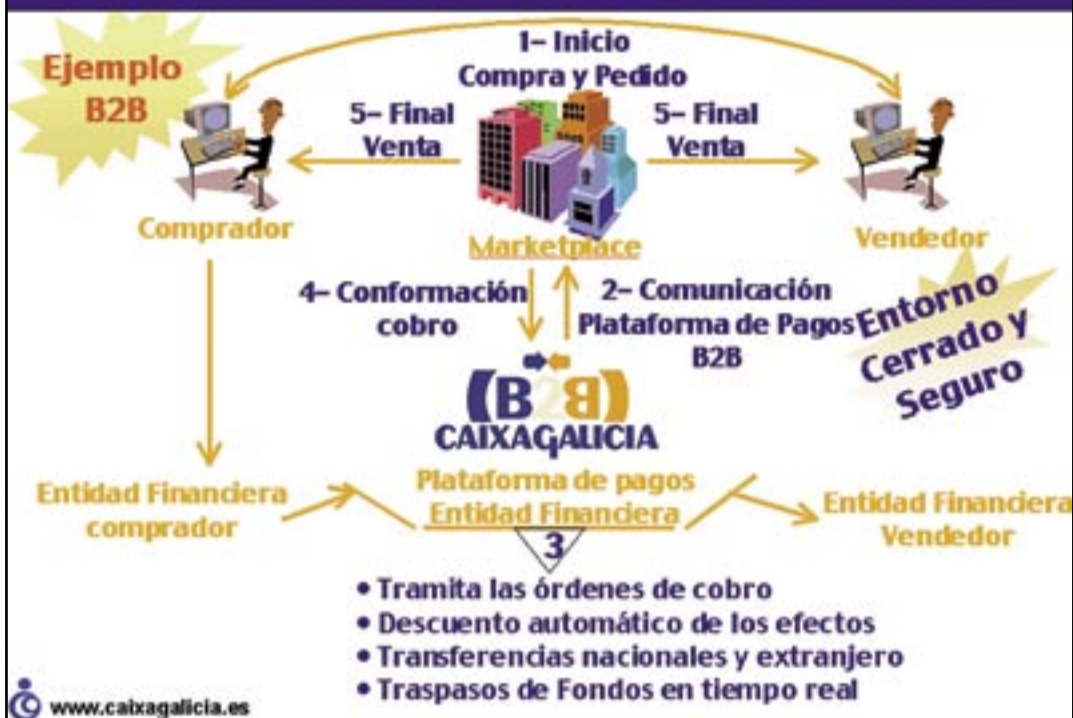 Ejemplo
B2B
1- Inicio
Compra y Pedido
5- Final
Venta
5- Final
Venta
Comprador
Marketplace
Vendedor
4- Conformación
cobro
2- Comunicación
Plataforma de Pagos
B2B
Entorno
Cerrado y
Seguro
(B2B)
CAIXAGALICIA
Entidad Financiera
comprador
Plataforma de pagos
Entidad Financiera
Entidad Financiera
Vendedor
3
• Tramita las órdenes de cobro
• Descuento automático de los efectos
• Transferencias nacionales y extranjero
• Traspasos de Fondos en tiempo real
www.caixagalicia.es